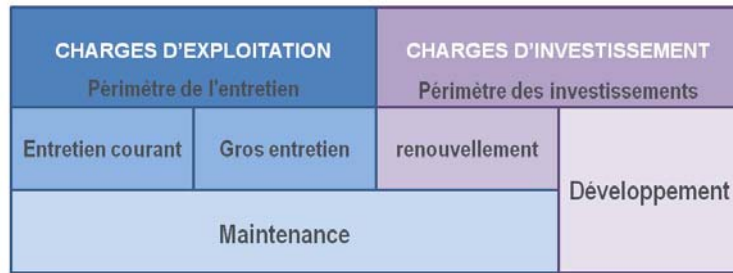 CHARGES D'EXPLOITATION
Périmètre de l'entretien
CHARGES D'INVESTISSEMENT
Périmètre des investissements
Entretien courant
Gros entretien
renouvellement
Développement
Maintenance